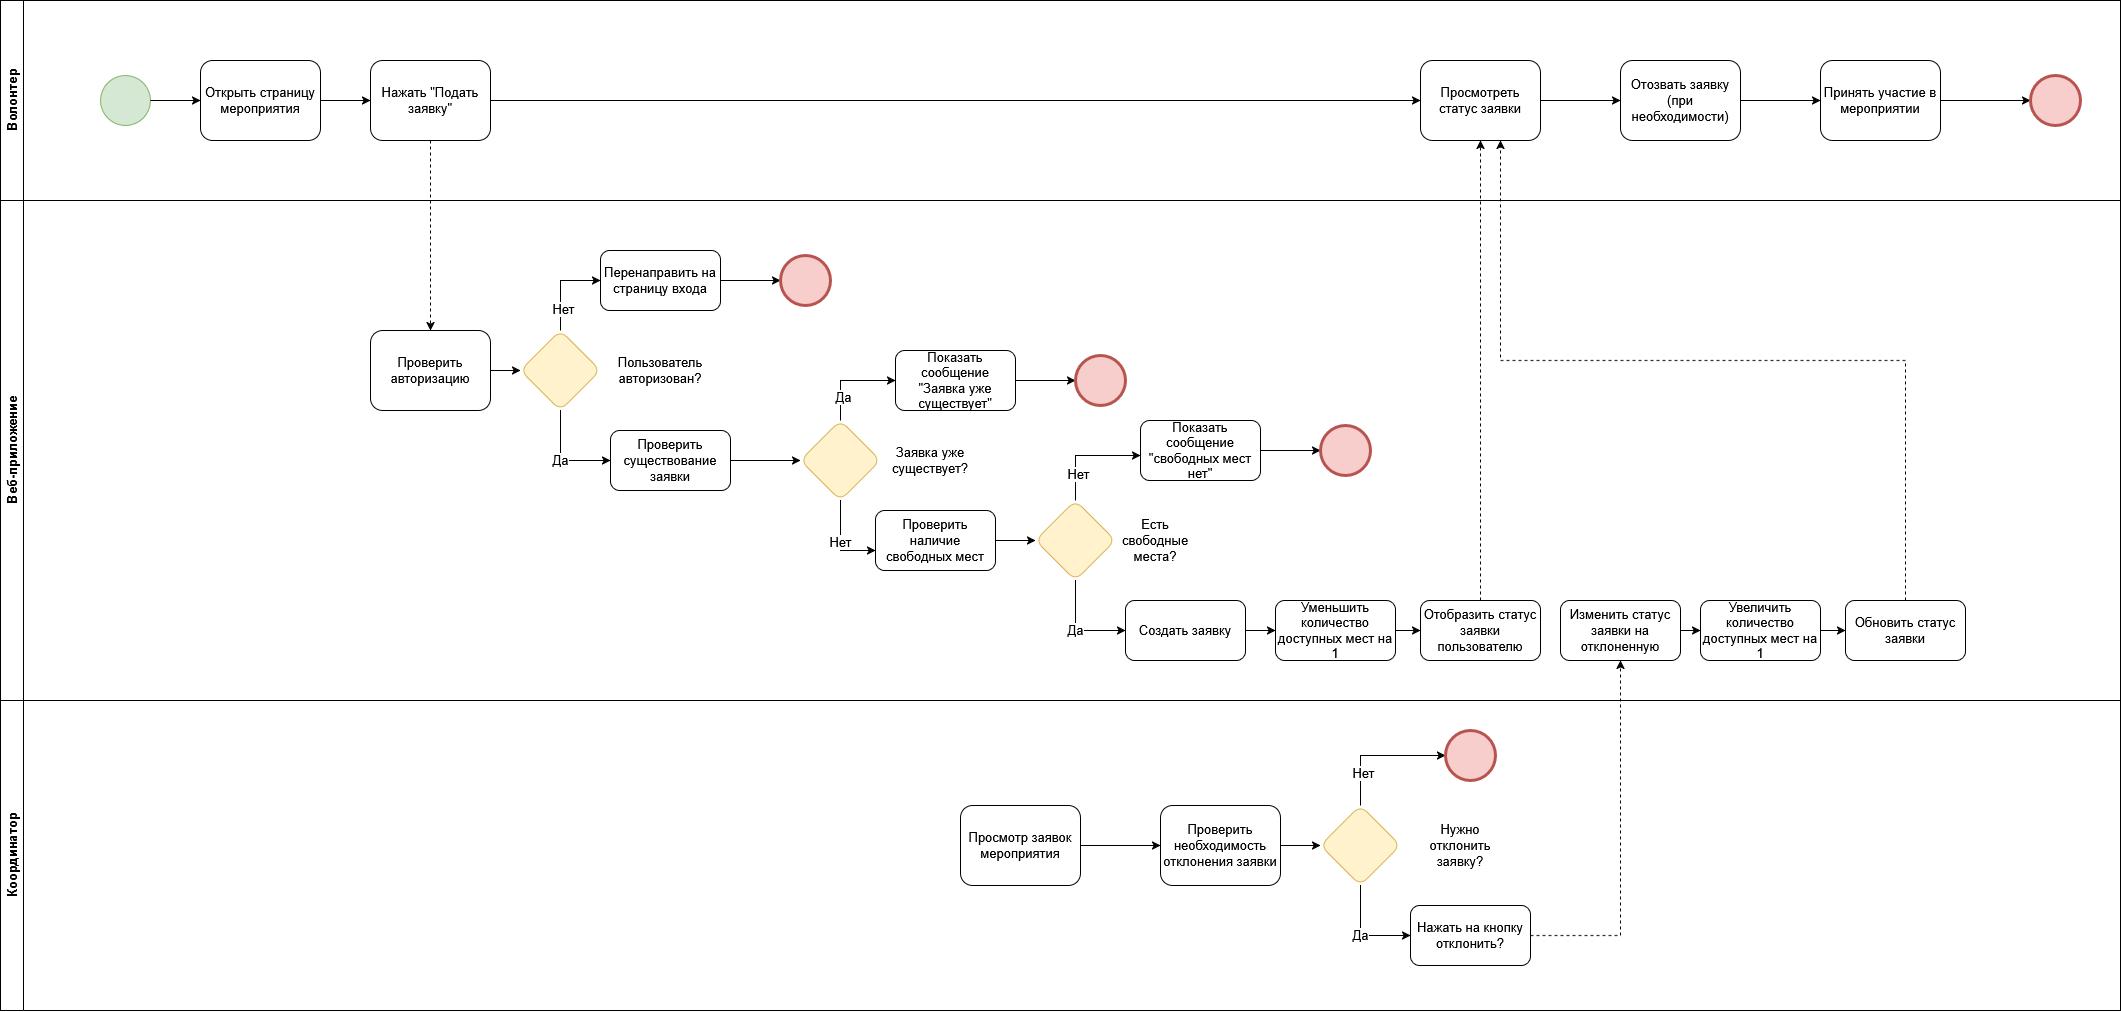 Волонтер
Открыть страницу
мероприятия
Нажать "Подать
заявку"
Просмотреть
статус заявки
Отозвать заявку
(при
необходимости)
Принять участие в
мероприятии
Веб-приложение
Перенаправить на
страницу входа
Нет
Проверить
авторизацию
Пользователь
авторизован?
Да
Проверить
существование
заявки
Показать
сообщение
"Заявка уже
существует"
Да
Заявка уже
существует?
Нет
Проверить
наличие
свободных мест
Показать
сообщение
"свободных мест
нет"
Нет
Есть
свободные
места?
Да
Создать заявку
Уменьшить
количество
доступных мест на
1
Отобразить статус
заявки
пользователю
Изменить статус
заявки на
отклоненную
Увеличить
количество
доступных мест на
1
Обновить статус
заявки
Координатор
Просмотр заявок
мероприятия
Проверить
необходимость
отклонения заявки
Нет
Нужно
отклонить
заявку?
Да
Нажать на кнопку
отклонить?